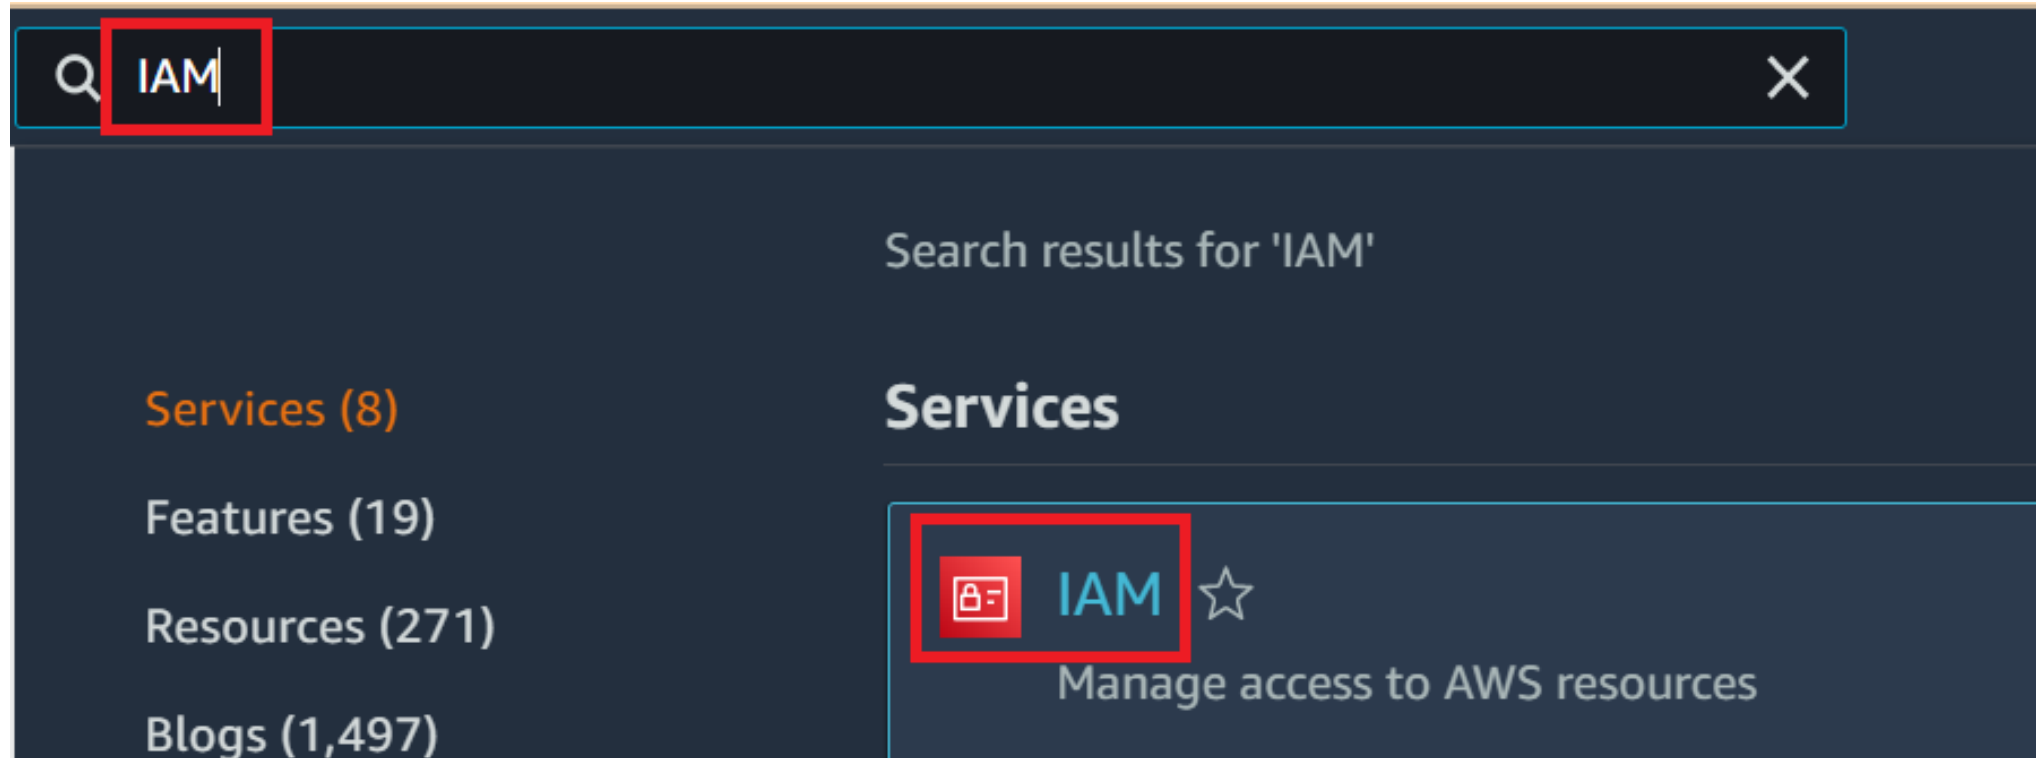 IAM
Search results for 'IAM'
Services (8)
Features (19)
Resources (271)
Blogs (1,497)
Services
IAM
Manage access to AWS resources